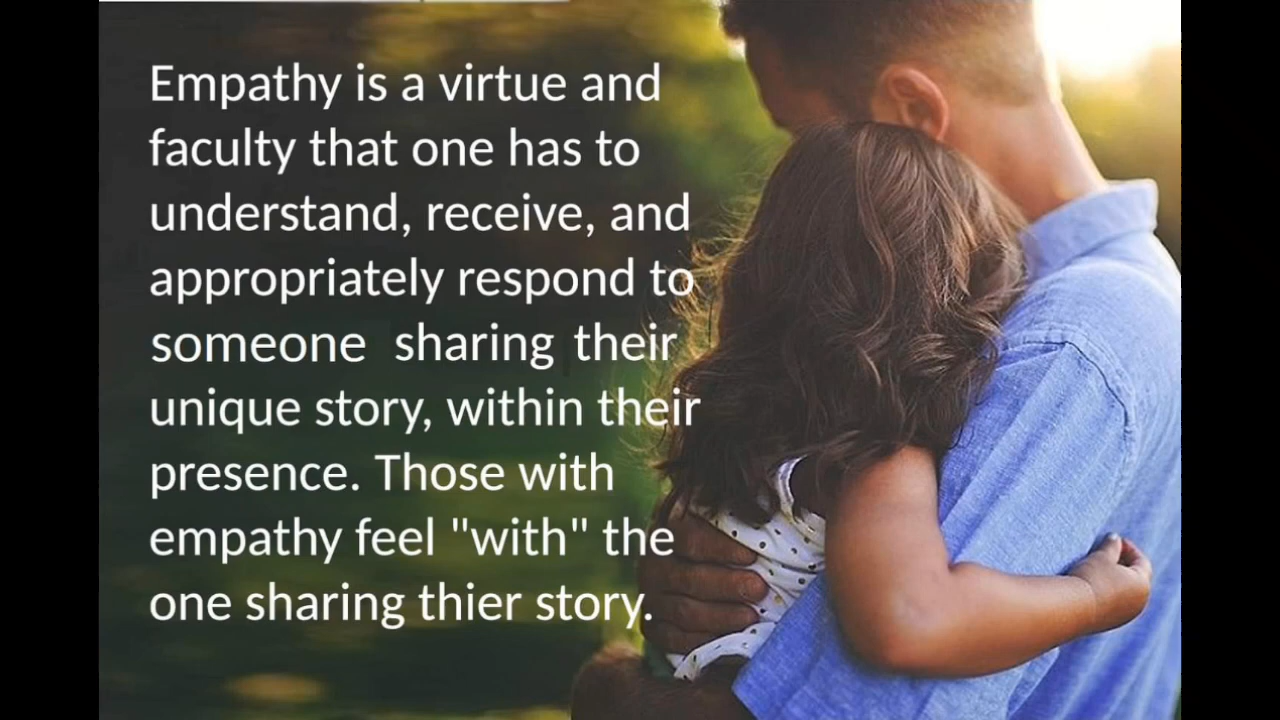 Empathy is a virtue and
faculty that one has to
understand, receive, and
appropriately respond to
someone sharing their
unique story, within their
presence. Those with
empathy feel "with" the
one sharing thier story.